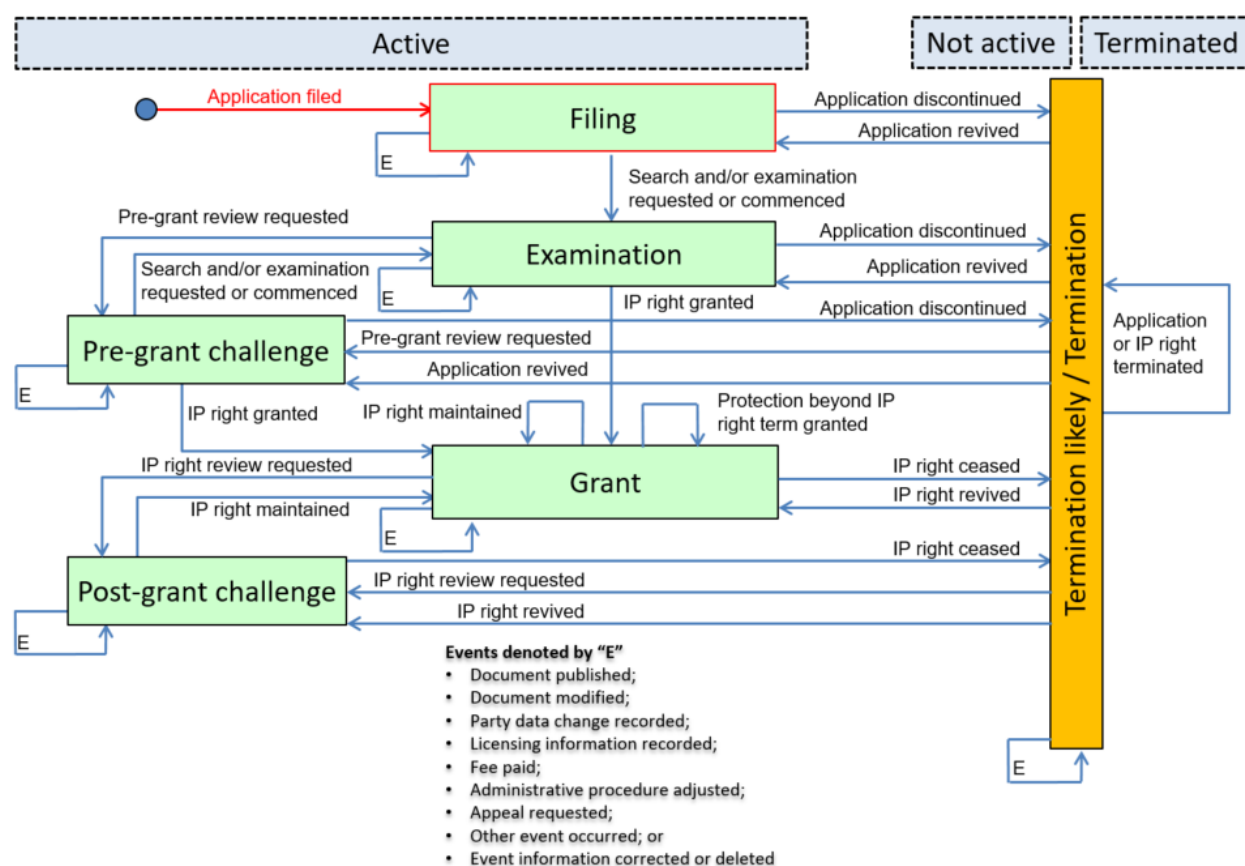 Active
Not active
Terminated
Application filed
Filing
Application discontinued
Application revived
E
Search and/or examination
requested or commenced
Pre-grant review requested
Examination
Application discontinued
Application revived
Search and/or examination
requested or commenced
E
IP right granted
Application discontinued
Pre-grant challenge
Pre-grant review requested
Application revived
E
Application
or IP right
terminated
Termination likely / Termination
IP right granted
IP right maintained
Protection beyond IP
right term granted
IP right review requested
Grant
IP right ceased
IP right revived
IP right maintained
E
IP right ceased
Post-grant challenge
IP right review requested
IP right revived
E
Events denoted by “E”
• Document published;
• Document modified;
• Party data change recorded;
• Licensing information recorded;
• Fee paid;
• Administrative procedure adjusted;
• Appeal requested;
• Other event occurred; or
• Event information corrected or deleted
E